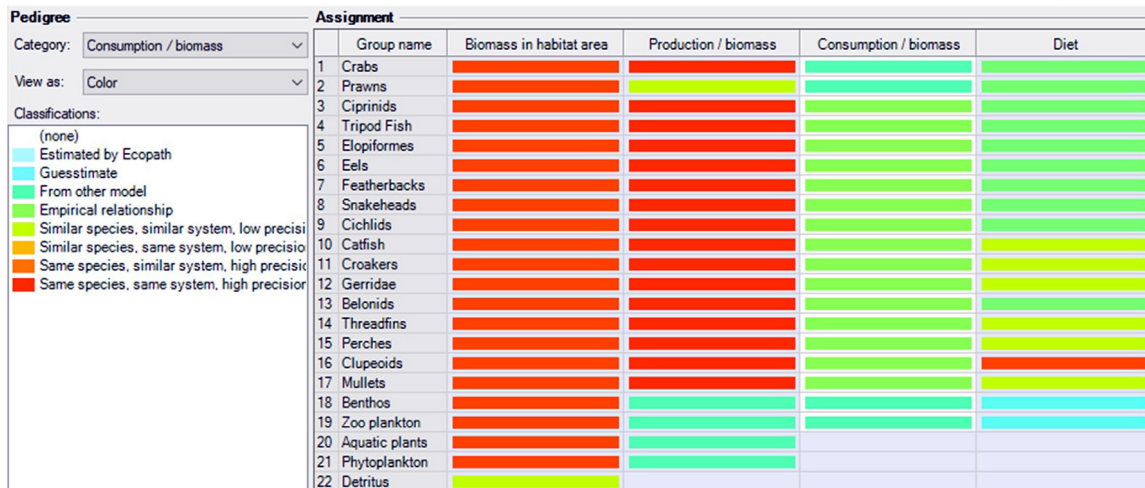 Pedigree
Category: Consumption / biomass
View as: Color
Classifications:
(none)
Estimated by Ecopath
Guesstimate
From other model
Empirical relationship
Similar species, similar system, low precisi
Similar species, same system, low precision
Same species, similar system, high precisic
Same species, same system, high precision
Assignment
Group name Biomass in habitat area Production / biomass Consumption / biomass Diet
1 Crabs
2 Prawns
3 Ciprinids
4 Tripod Fish
5 Elopiformes
6 Eels
7 Featherbacks
8 Snakeheads
9 Cichlids
10 Catfish
11 Croakers
12 Gerridae
13 Belonids
14 Threadfins
15 Perches
16 Clupeoids
17 Mullets
18 Benthos
19 Zoo plankton
20 Aquatic plants
21 Phytoplankton
22 Detritus